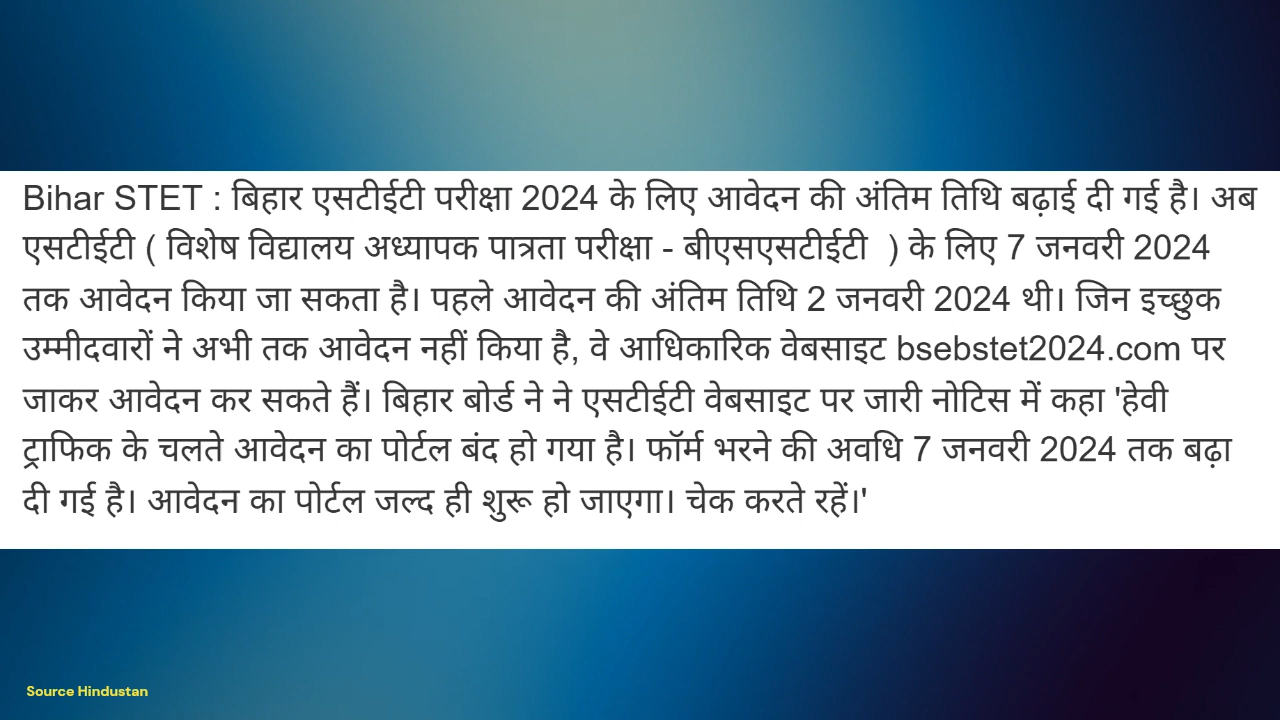 Bihar STET : बिहार एसटीईटी परीक्षा 2024 के लिए आवेदन की अंतिम तिथि बढ़ाई दी गई है। अब
एसटीईटी ( विशेष विद्यालय अध्यापक पात्रता परीक्षा - बीएसएसटीईटी  ) के लिए 7 जनवरी 2024
तक आवेदन किया जा सकता है। पहले आवेदन की अंतिम तिथि 2 जनवरी 2024 थी। जिन इच्छुक
उम्मीदवारों ने अभी तक आवेदन नहीं किया है, वे आधिकारिक वेबसाइट bsebstet2024.com पर
जाकर आवेदन कर सकते हैं। बिहार बोर्ड ने ने एसटीईटी वेबसाइट पर जारी नोटिस में कहा 'हेवी
ट्राफिक के चलते आवेदन का पोर्टल बंद हो गया है। फॉर्म भरने की अवधि 7 जनवरी 2024 तक बढ़ा
दी गई है। आवेदन का पोर्टल जल्द ही शुरू हो जाएगा। चेक करते रहें।'
Source Hindustan